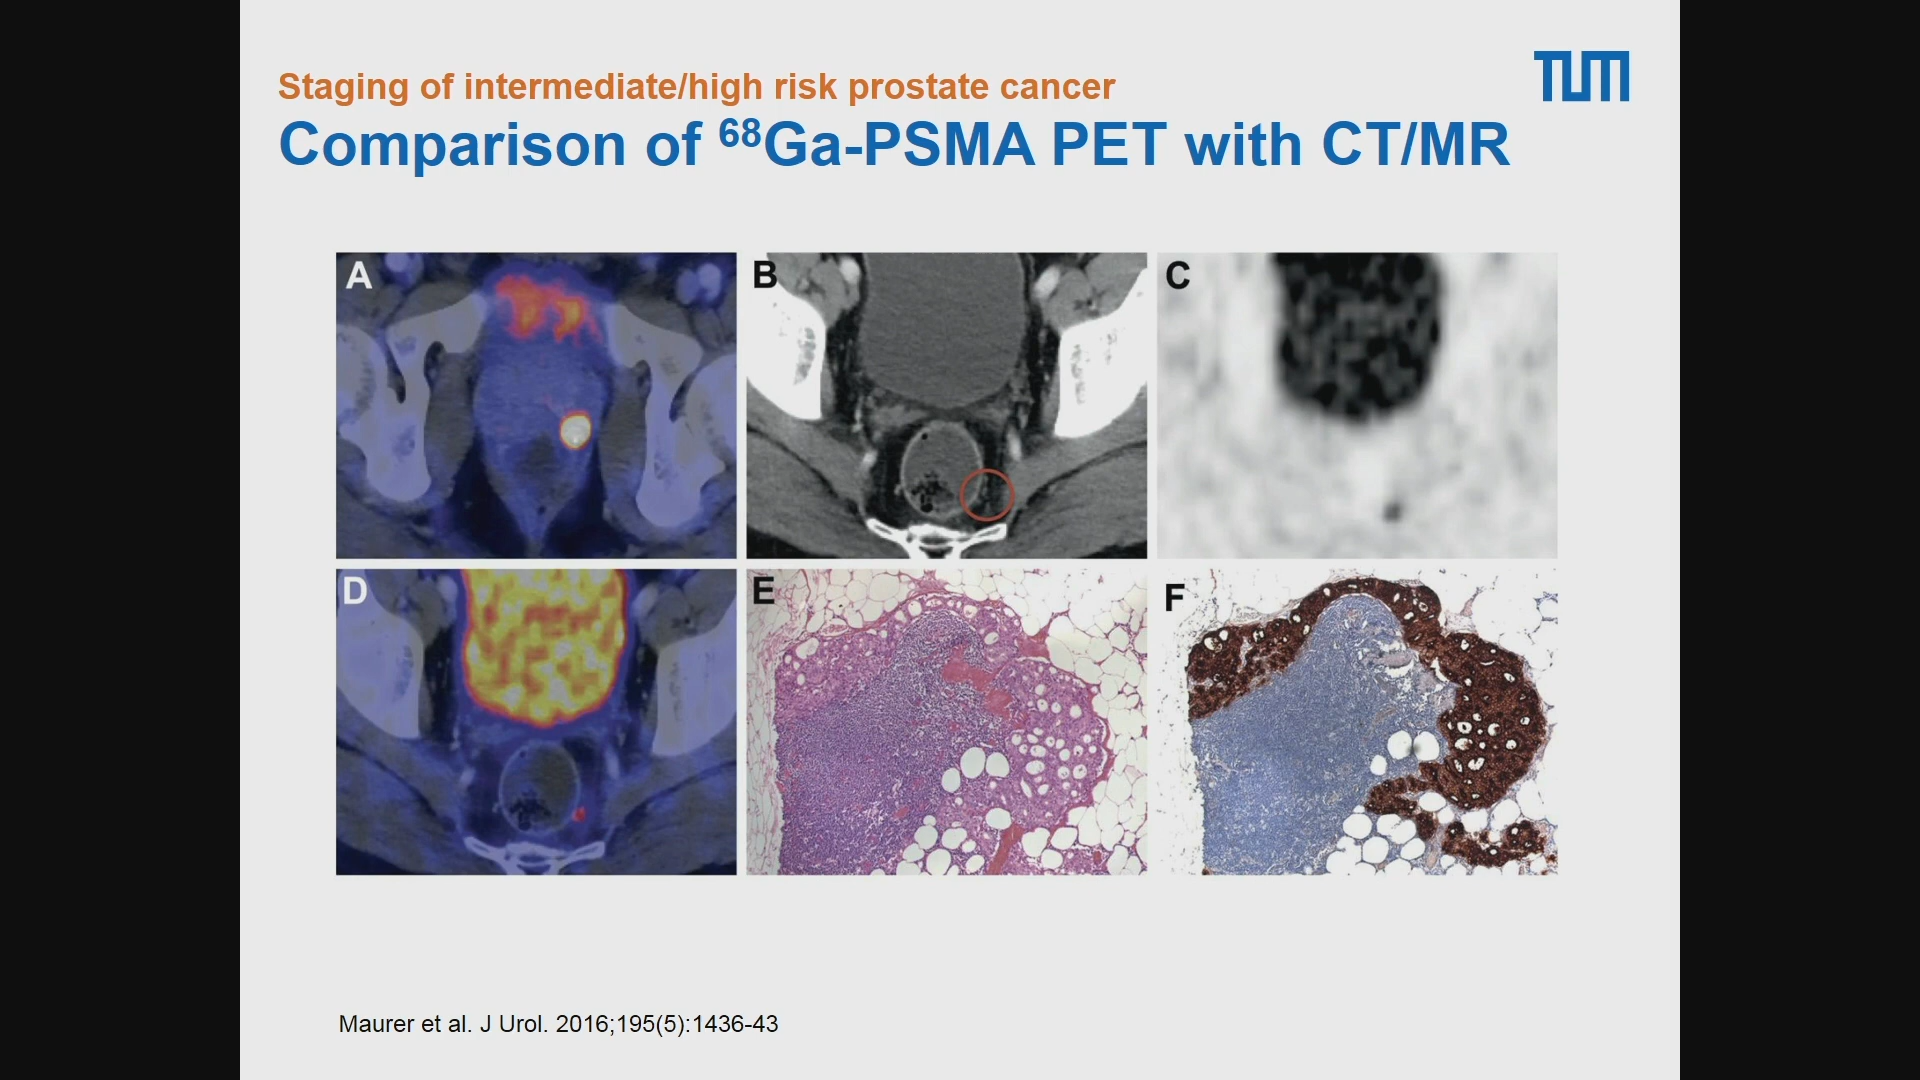 Staging of intermediate/high risk prostate cancer
TUM
Comparison of ⁶⁸Ga-PSMA PET with CT/MR
A
B
C
D
E
F
Maurer et al. J Urol. 2016;195(5):1436-43